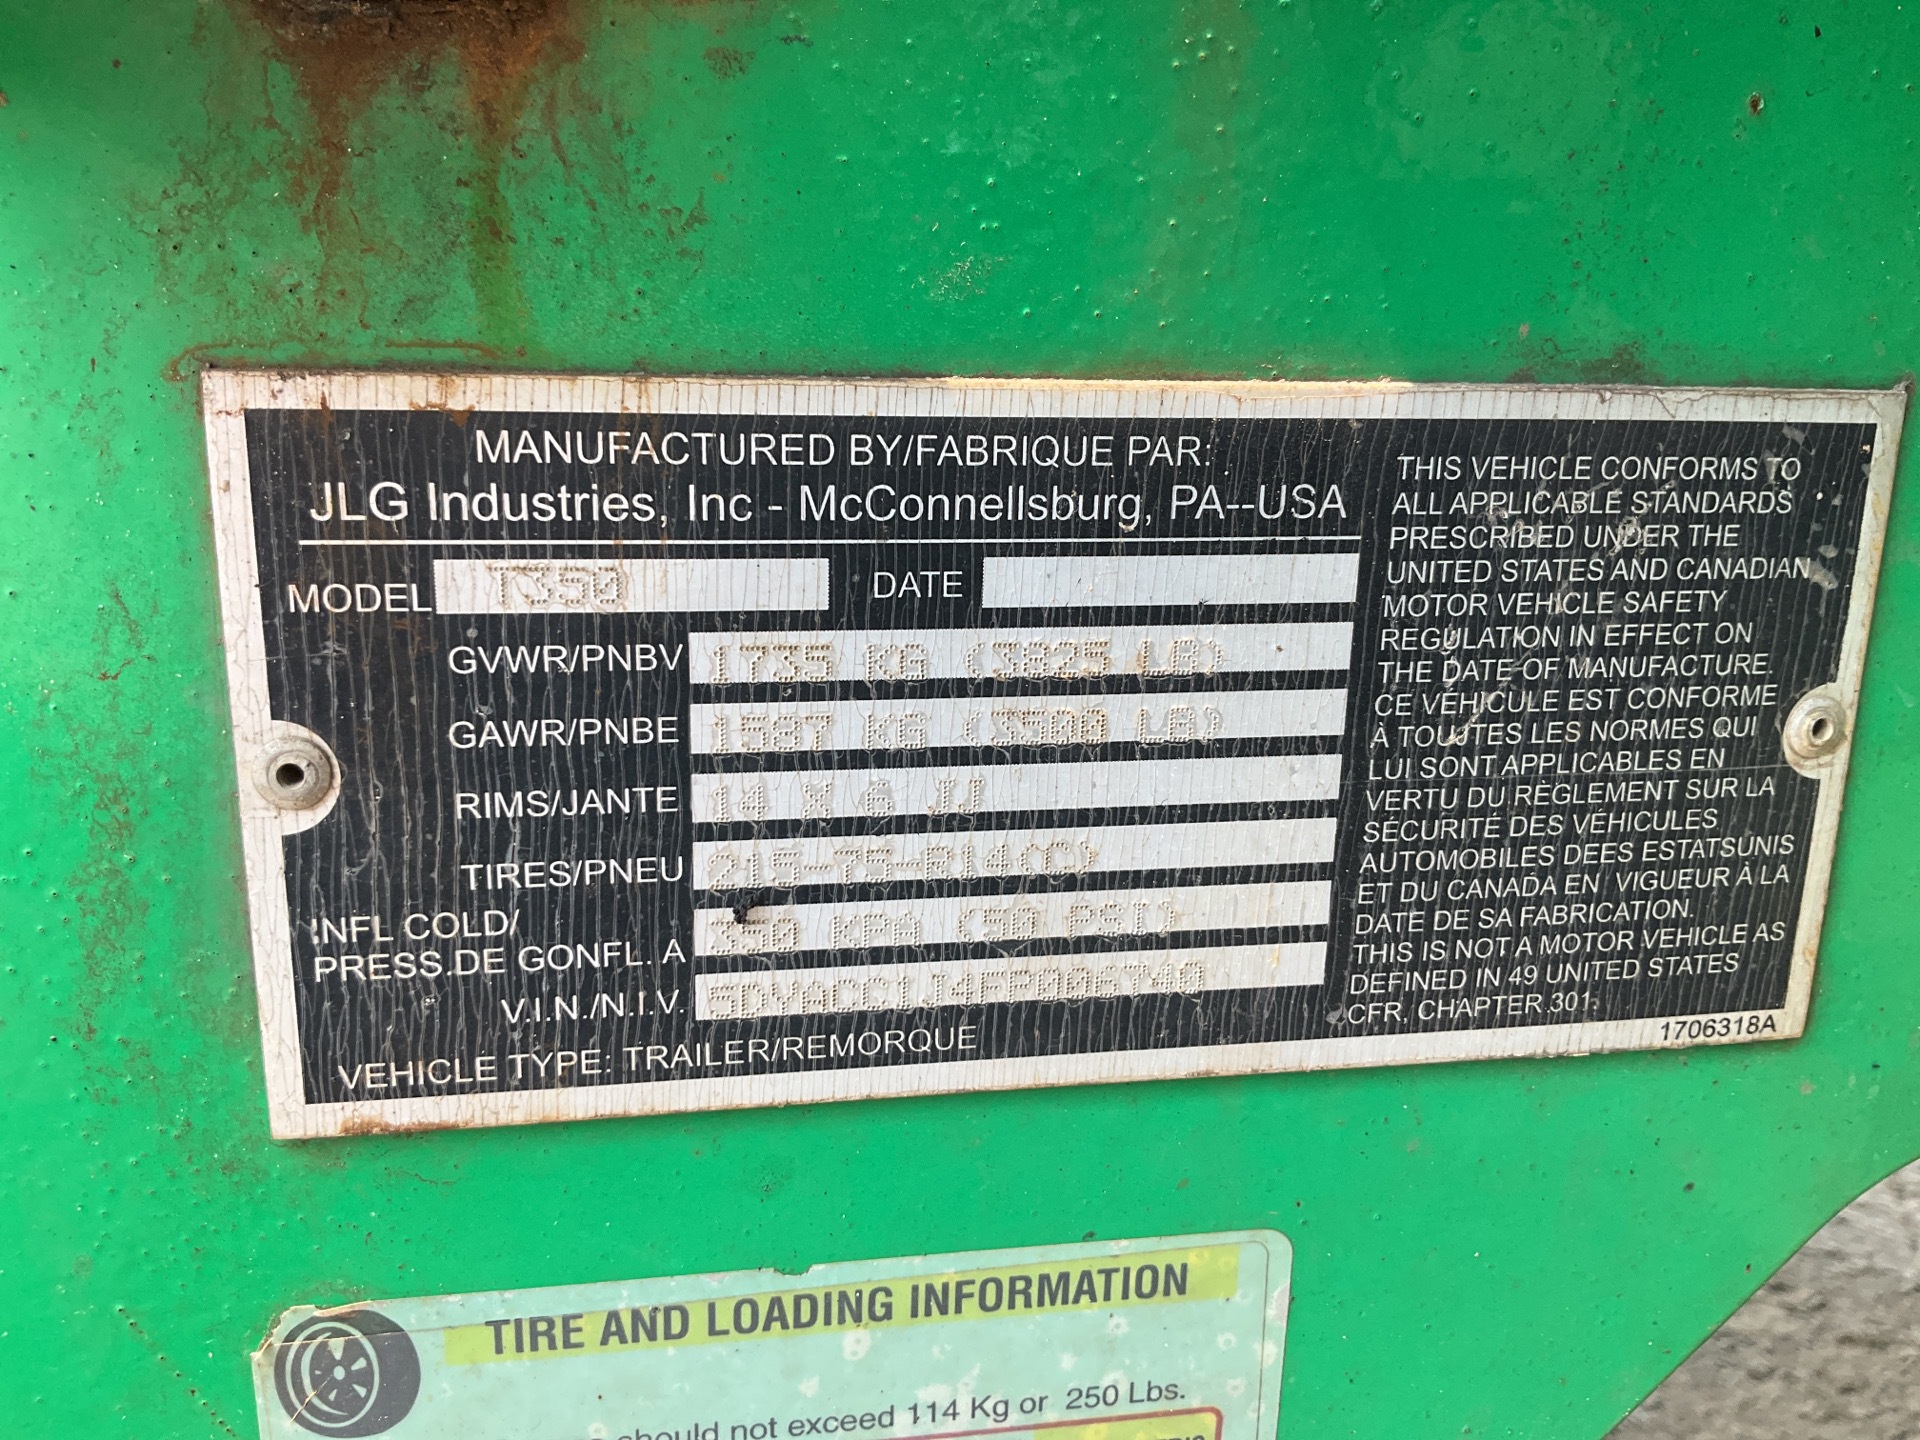 MANUFACTURED BY/FABRIQUE PAR:
JLG Industries, Inc - McConnellsburg, PA--USA
MODEL T350 DATE
GVWR/PNBV 1735 KG (3825 LB)
GAWR/PNBE 1587 KG (3500 LB)
RIMS/JANTE 14 X 6 JJ
TIRES/PNEU 215-75-R14(C)
INFL COLD/
PRESS.DE GONFL. A 350 KPA (50 PSI)
V.I.N./N.I.V.
VEHICLE TYPE: TRAILER/REMORQUE
THIS VEHICLE CONFORMS TO
ALL APPLICABLE STANDARDS
PRESCRIBED UNDER THE
UNITED STATES AND CANADIAN
MOTOR VEHICLE SAFETY
REGULATION IN EFFECT ON
THE DATE OF MANUFACTURE.
CE VÉHICULE EST CONFORME
À TOUJTES LES NORMES QUI
LUI SONT APPLICABLES EN
VERTU DU RÈGLEMENT SUR LA
SÉCURITÉ DES VÉHICULES
AUTOMOBILES DEES ESTATSUNIS
ET DU CANADA EN VIGUEUR À LA
DATE DE SA FABRICATION.
THIS IS NOT A MOTOR VEHICLE AS
DEFINED IN 49 UNITED STATES
CFR, CHAPTER 301.
1706318A
TIRE AND LOADING INFORMATION
should not exceed 114 Kg or 250 Lbs.